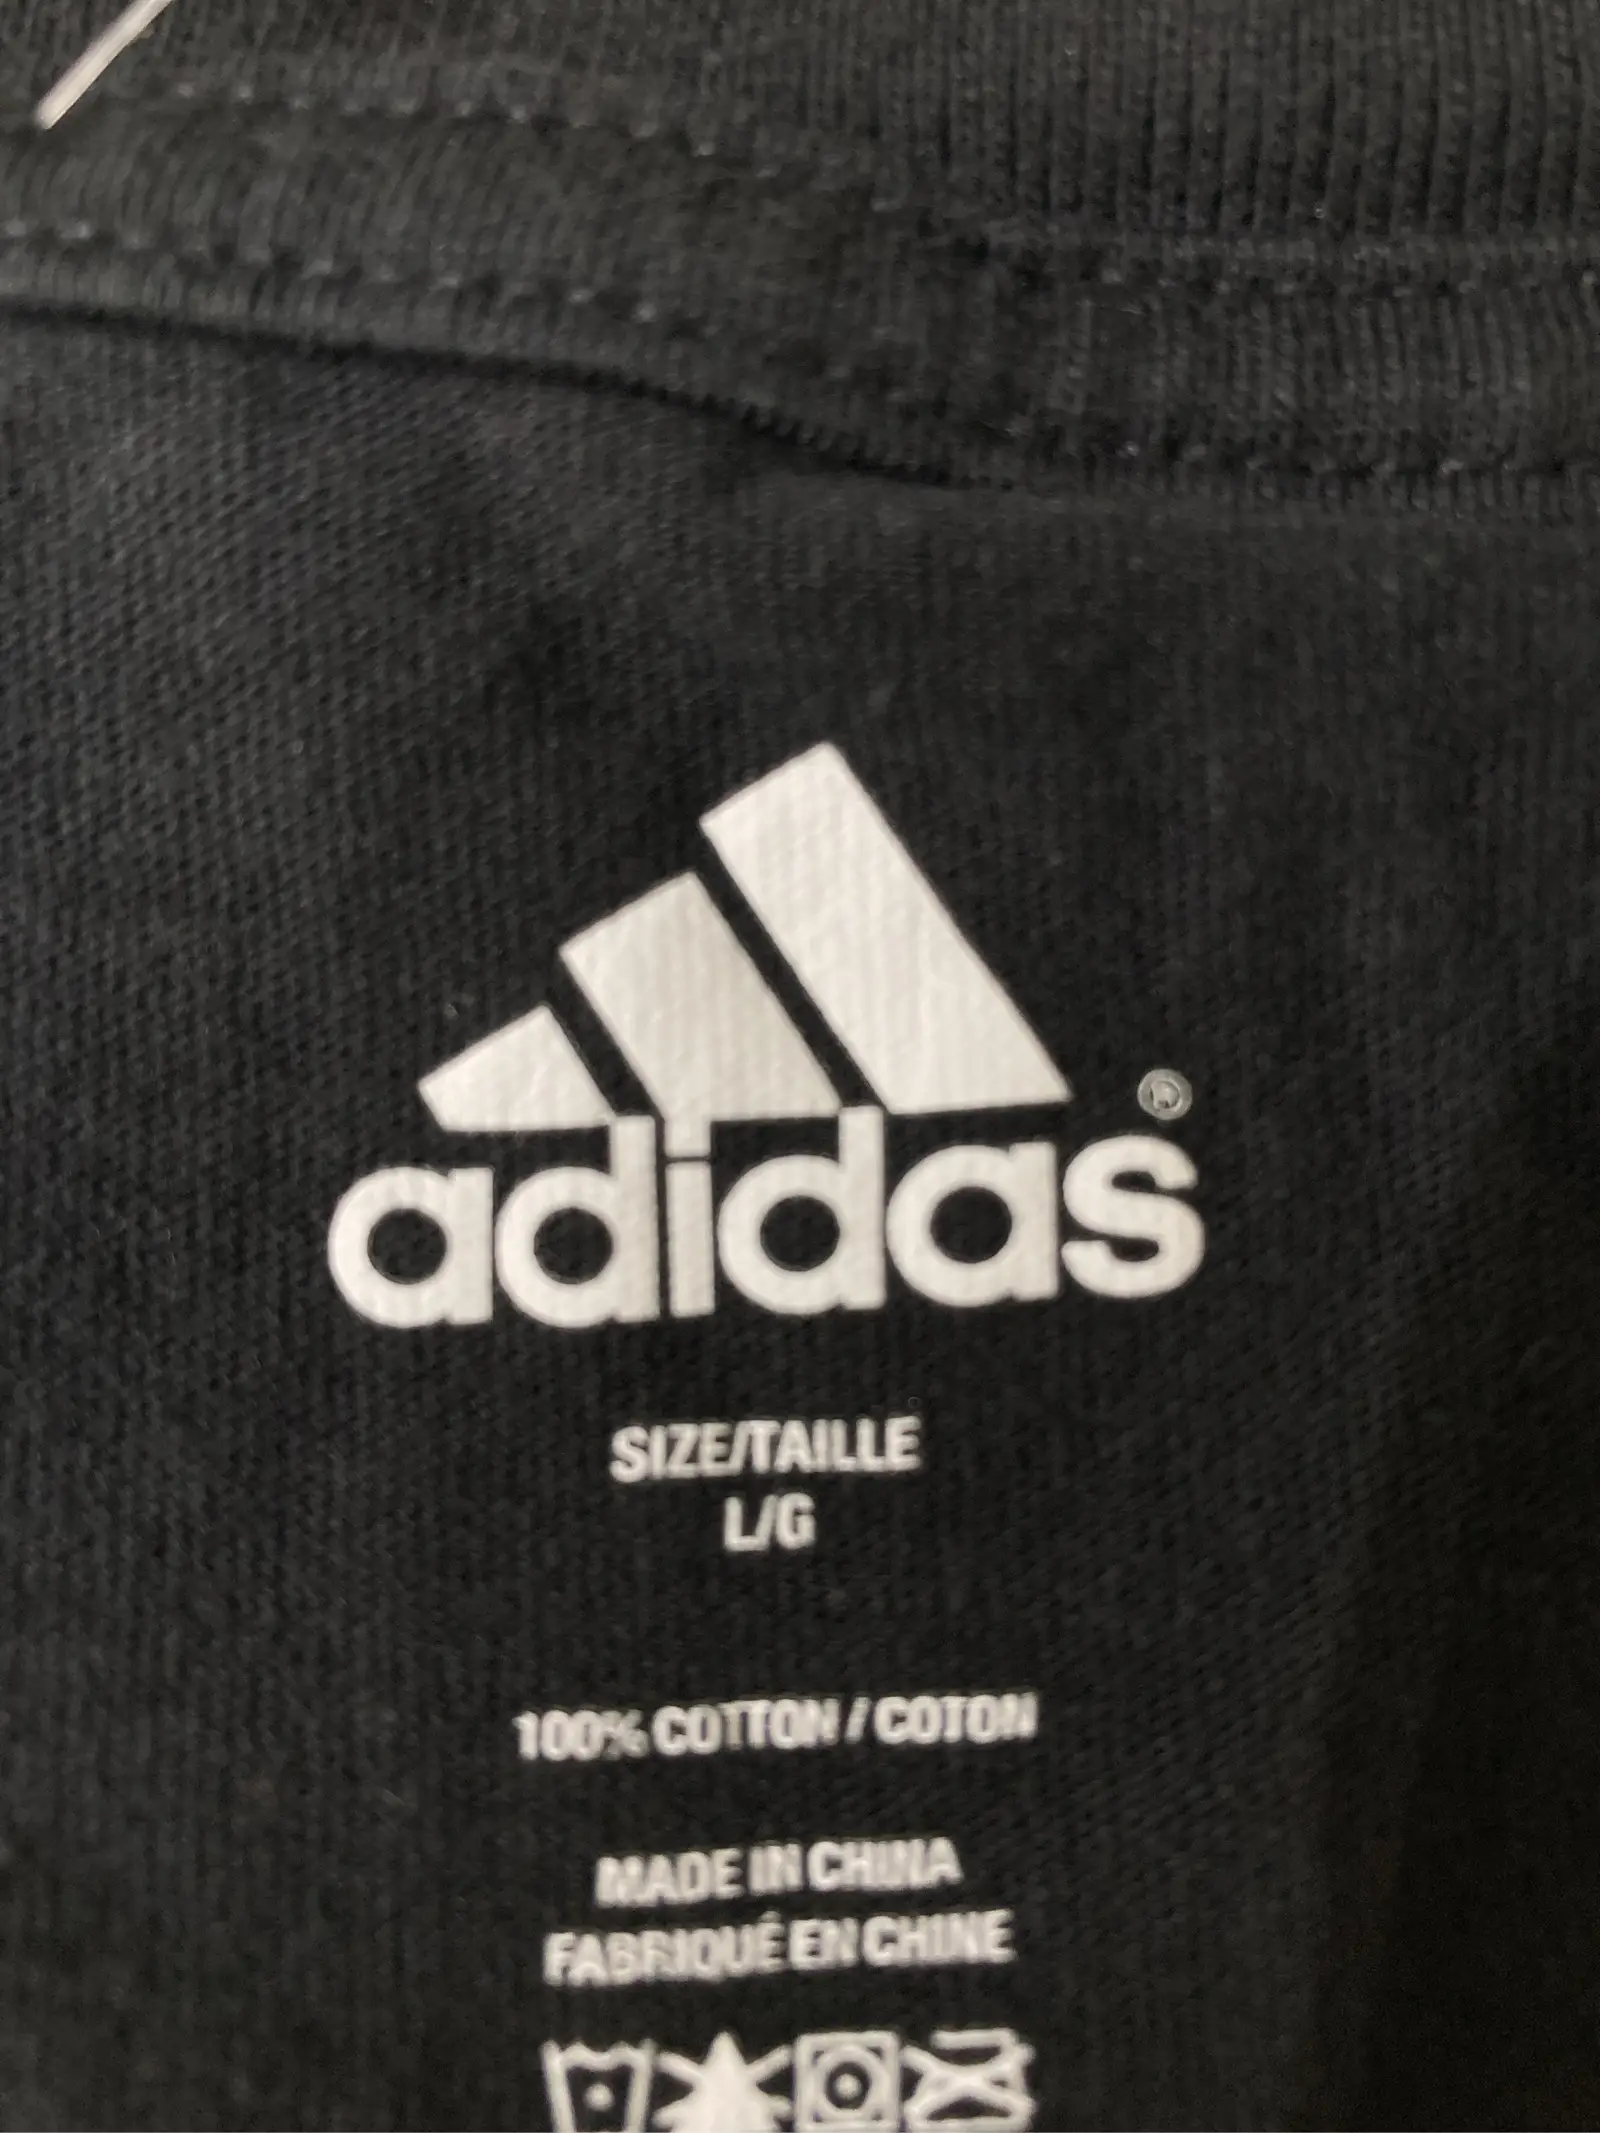 adidas®
SIZE/TAILLE
L/G
100% COTTON / COTON
MADE IN CHINA
FABRIQUÉ EN CHINE